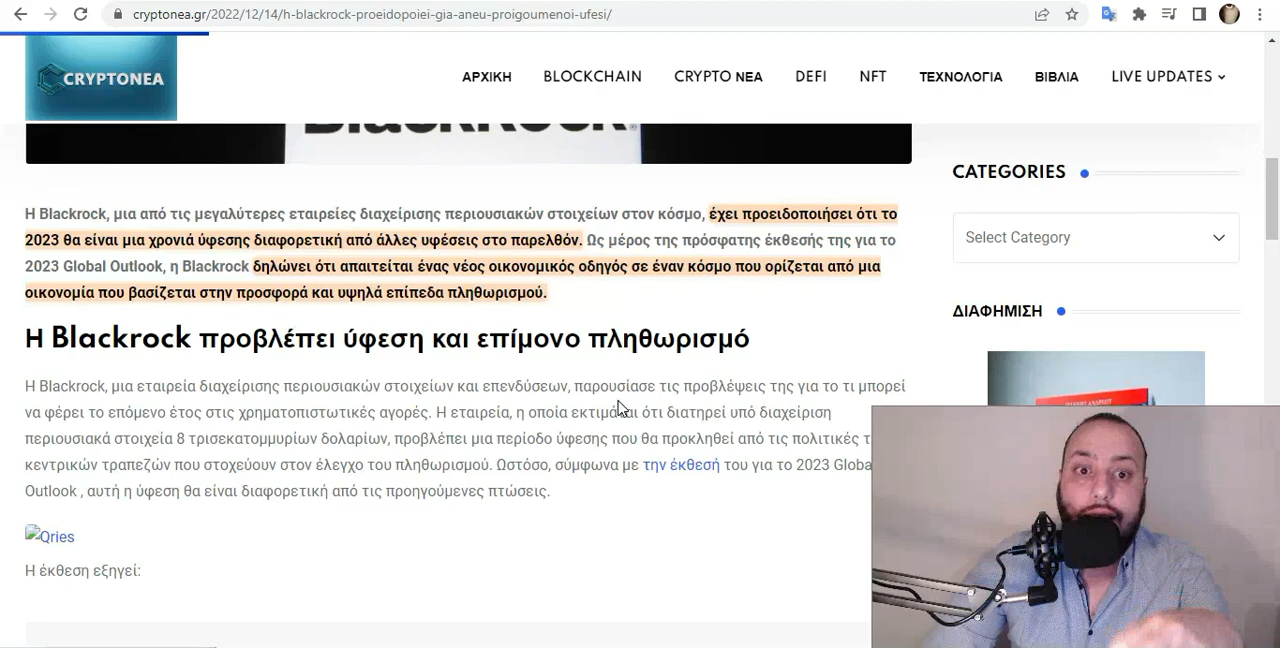 cryptonea.gr/2022/12/14/h-blackrock-proeidopoiei-gia-aneu-proigoumenoi-ufesi/
CRYPTONEA
ΑΡΧΙΚΗ BLOCKCHAIN CRYPTO ΝΕΑ DEFI NFT ΤΕΧΝΟΛΟΓΙΑ ΒΙΒΛΙΑ LIVE UPDATES
BlackRock.
Η Blackrock, μια από τις μεγαλύτερες εταιρείες διαχείρισης περιουσιακών στοιχείων στον κόσμο, έχει προειδοποιήσει ότι το
2023 θα είναι μια χρονιά ύφεσης διαφορετική από άλλες υφέσεις στο παρελθόν. Ως μέρος της πρόσφατης έκθεσής της για το
2023 Global Outlook, η Blackrock δηλώνει ότι απαιτείται ένας νέος οικονομικός οδηγός σε έναν κόσμο που ορίζεται από μια
οικονομία που βασίζεται στην προσφορά και υψηλά επίπεδα πληθωρισμού.
Η Blackrock προβλέπει ύφεση και επίμονο πληθωρισμό
Η Blackrock, μια εταιρεία διαχείρισης περιουσιακών στοιχείων και επενδύσεων, παρουσίασε τις προβλέψεις της για το τι μπορεί
να φέρει το επόμενο έτος στις χρηματοπιστωτικές αγορές. Η εταιρεία, η οποία εκτιμάται ότι διατηρεί υπό διαχείριση
περιουσιακά στοιχεία 8 τρισεκατομμυρίων δολαρίων, προβλέπει μια περίοδο ύφεσης που θα προκληθεί από τις πολιτικές
κεντρικών τραπεζών που στοχεύουν στον έλεγχο του πληθωρισμού. Ωστόσο, σύμφωνα με την έκθεσή του για το 2023 Globa
Outlook , αυτή η ύφεση θα είναι διαφορετική από τις προηγούμενες πτώσεις.
Qries
Η έκθεση εξηγεί:
CATEGORIES
Select Category
ΔΙΑΦΗΜΙΣΗ